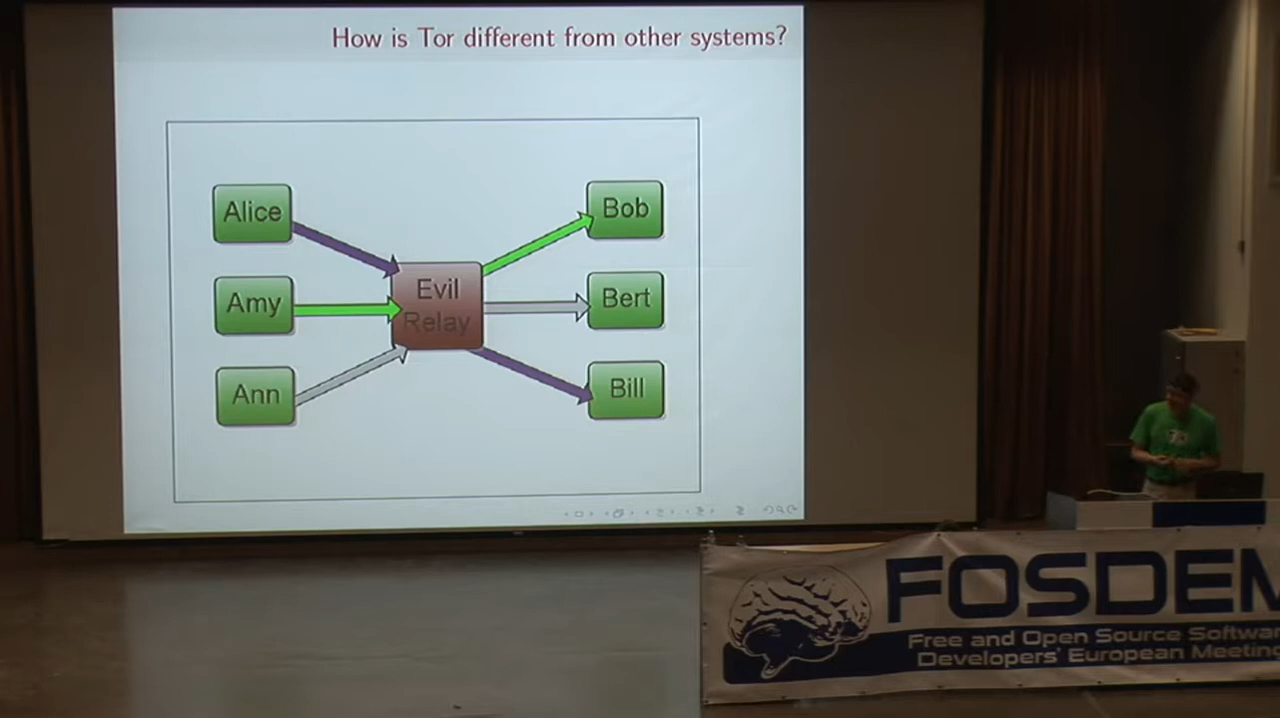 How is Tor different from other systems?
Alice
Bob
Evil
Relay
Amy
Bert
Ann
Bill
FOSDEM
Free and Open Source Softwar
Developers' European Meeting